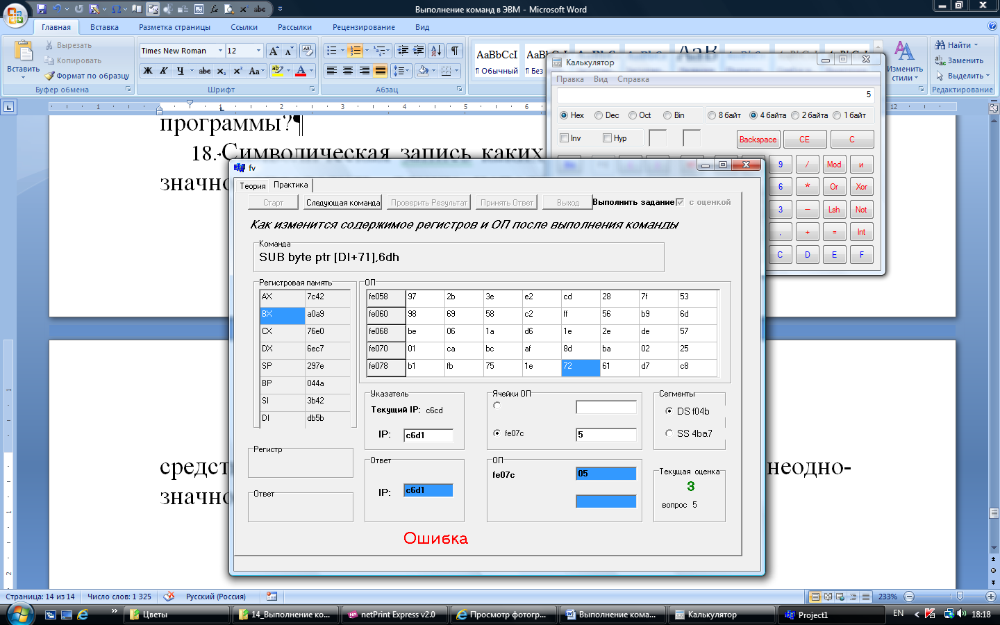 Выполнение команд в ЭВМ - Microsoft Word
Главная Вставка Разметка страницы Ссылки Рассылки Рецензирование Вид
Вставить
Вырезать
Копировать
Формат по образцу
Буфер обмена
Times New Roman 12
Ж К Ч abc x₂ x² Aa
Шрифт
Абзац
AaBbCcI
¶ Обычный
¶ Без
Изменить стили
Найти
Заменить
Выделить
Редактирование
Калькулятор
Правка Вид Справка
5
Hex Dec Oct Bin 8 байт 4 байта 2 байта 1 байт
Inv Hyp Backspace CE C
9 / Mod и
6 * Or Xor
3 — Lsh Not
. + = Int
C D E F
программы?¶
18. Символическая запись каких
значно
fv
Теория Практика
Старт Следующая команда Проверить Результат Принять Ответ Выход Выполнить задание с оценкой
Как изменится содержимое регистров и ОП после выполнения команды
Команда
SUB byte ptr [DI+71],6dh
Регистровая память
AX 7c42
BX a0a9
CX 76e0
DX 6ec7
SP 297e
BP 044a
SI 3b42
DI db5b
ОП
fe058 97 2b 3e e2 cd 28 7f 53
fe060 98 69 58 c2 ff 56 b9 6d
fe068 be 06 1a d6 1e 2e de 57
fe070 01 ca bc af 8d ba 02 25
fe078 b1 fb 75 1e 72 61 d7 c8
Указатель
Текущий IP: c6cd
IP: c6d1
Ячейки ОП
fe07c 5
Сегменты
DS f04b
SS 4ba7
Регистр
Ответ
Ответ
IP: c6d1
ОП
fe07c 05
Текущая оценка
3
вопрос 5
Ошибка
средст
неодно-
значно
Страница: 14 из 14 Число слов: 1 325 Русский (Россия) 233%
Цветы 14_Выполнение ко... netPrint Express v2.0 Просмотр фотогр... Выполнение кома... Калькулятор Project1 EN 18:18